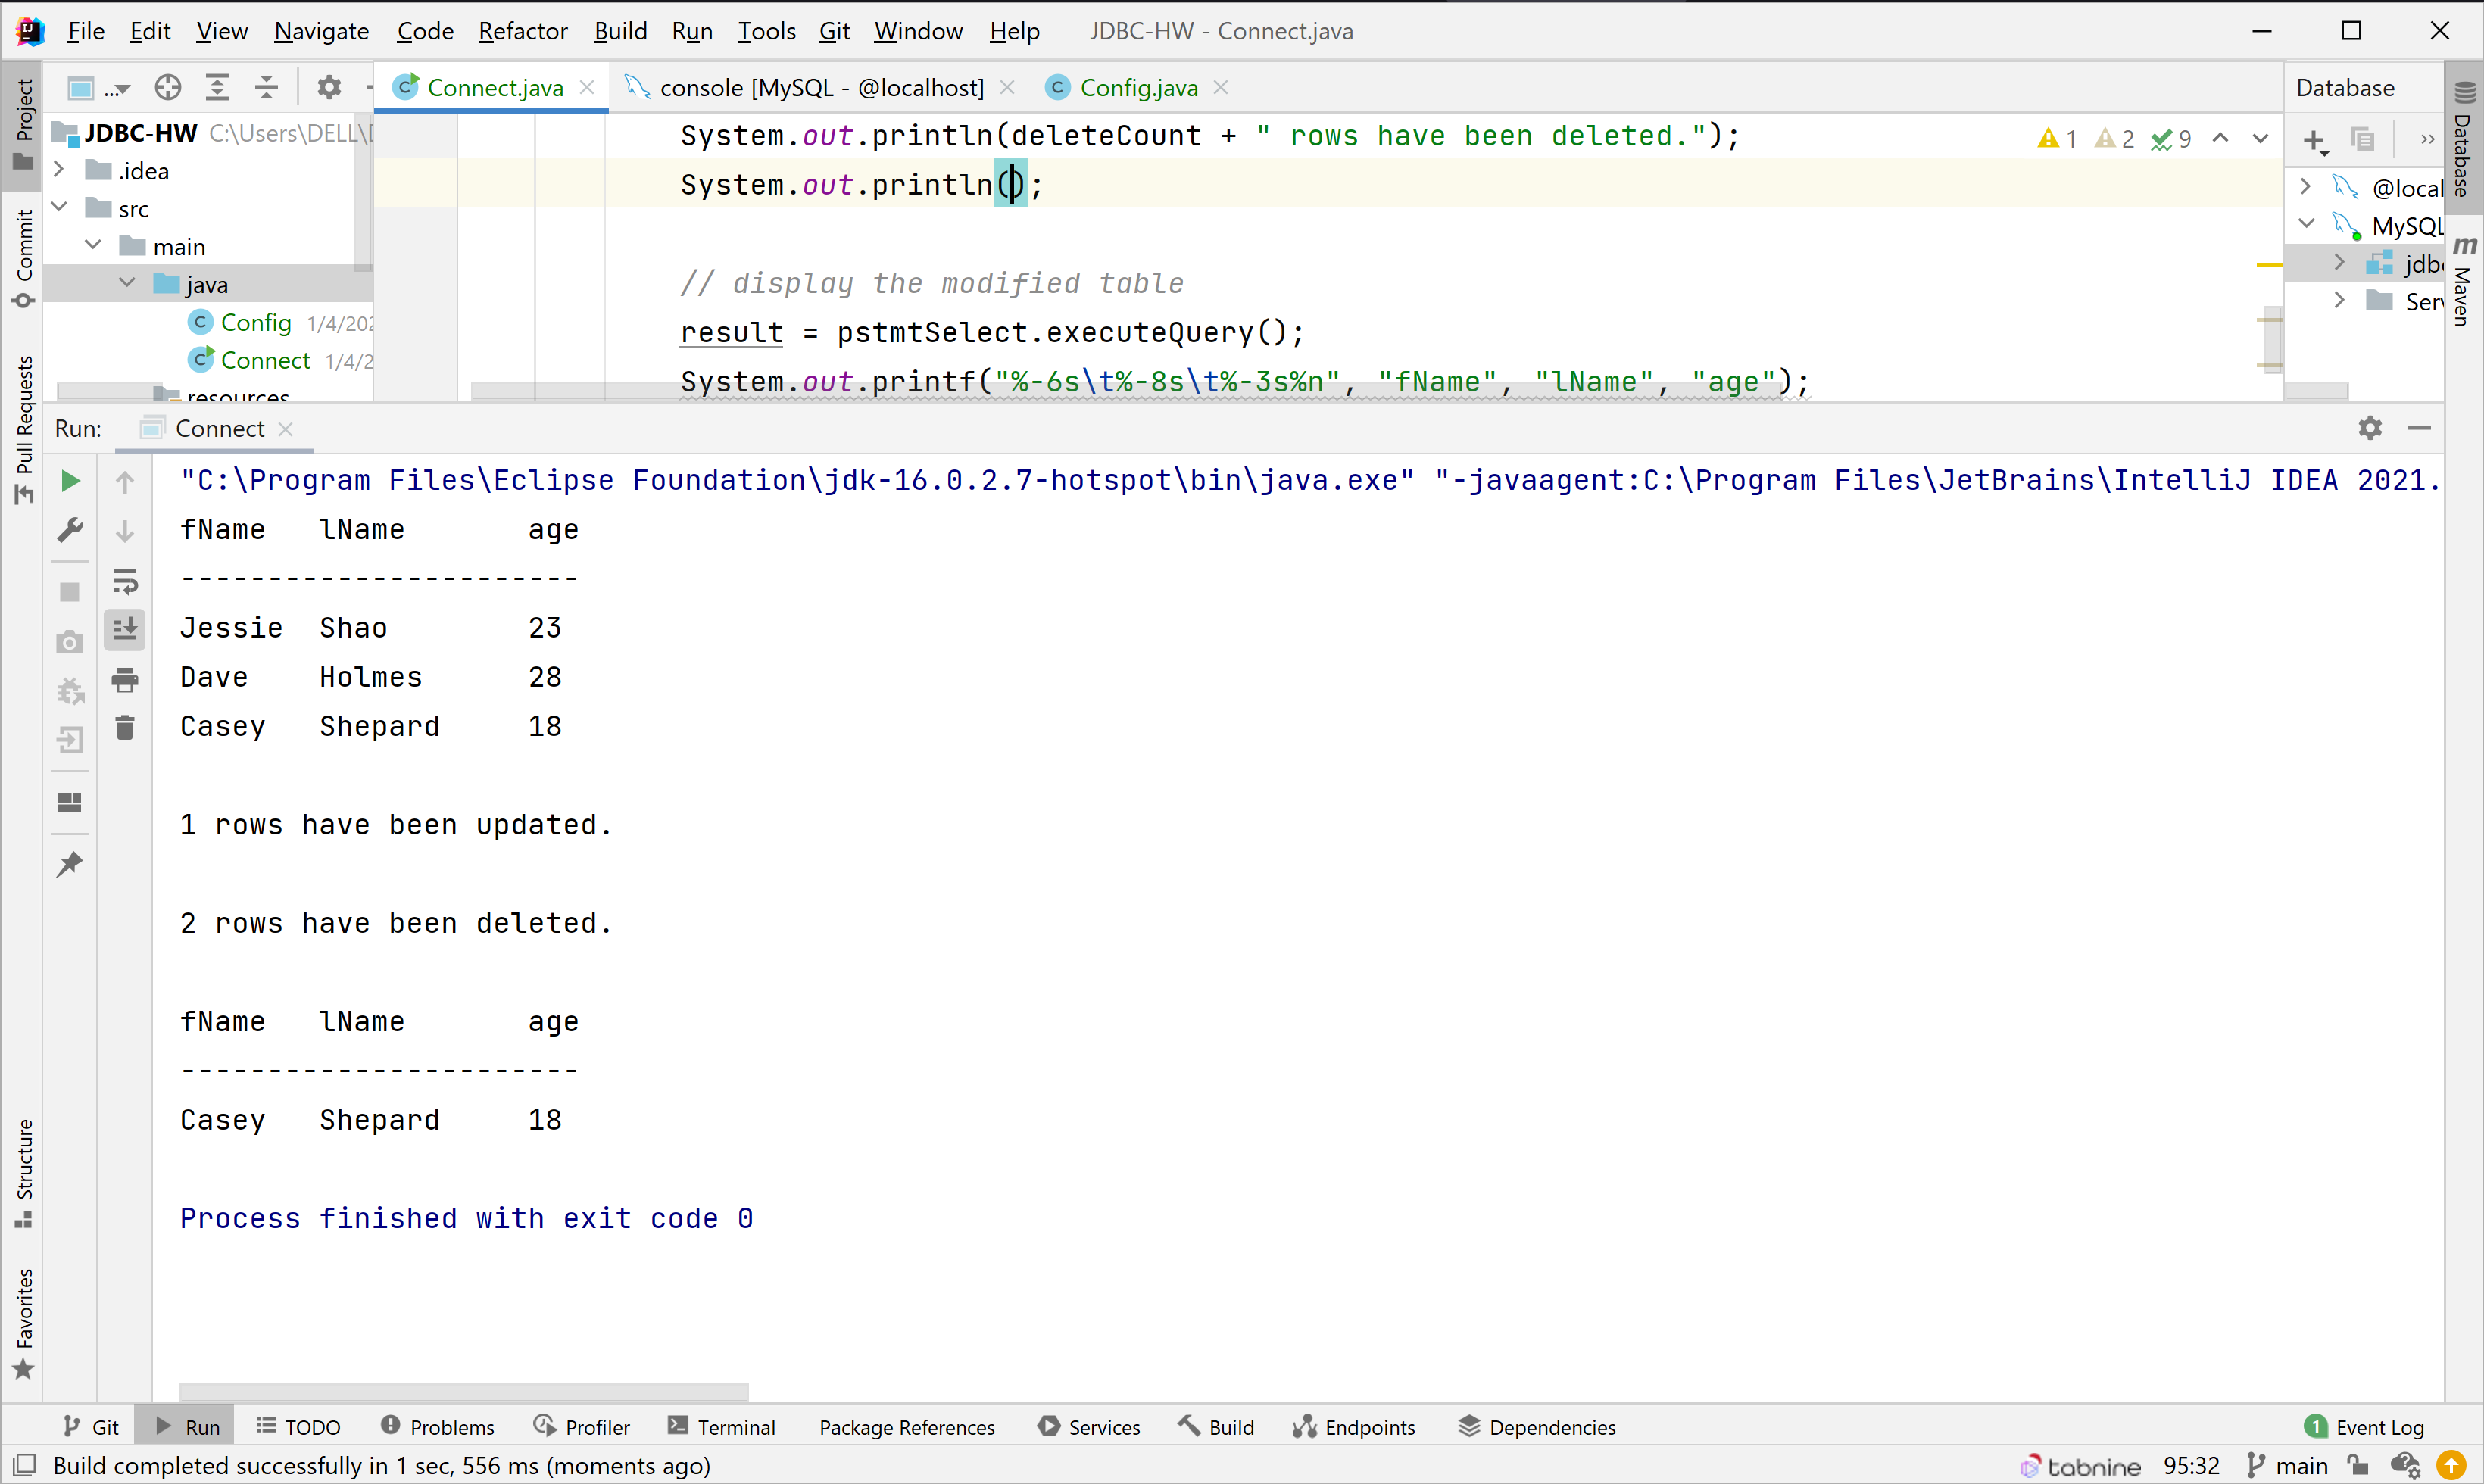 File Edit View Navigate Code Refactor Build Run Tools Git Window Help JDBC-HW - Connect.java
... Connect.java console [MySQL - @localhost] Config.java Database
JDBC-HW C:\Users\DELL\
.idea
src
main
java
Config 1/4/202
Connect 1/4/2
resources
System.out.println(deleteCount + " rows have been deleted.");
System.out.println();
// display the modified table
result = pstmtSelect.executeQuery();
System.out.printf("%-6s\t%-8s\t%-3s%n", "fName", "lName", "age");
1 2 9
@local
MySQL
jdbc
Serv
Project
Commit
Pull Requests
Structure
Favorites
Database
m Maven
Run: Connect
"C:\Program Files\Eclipse Foundation\jdk-16.0.2.7-hotspot\bin\java.exe" "-javaagent:C:\Program Files\JetBrains\IntelliJ IDEA 2021.
fName lName age
-----------------------
Jessie Shao 23
Dave Holmes 28
Casey Shepard 18
1 rows have been updated.
2 rows have been deleted.
fName lName age
-----------------------
Casey Shepard 18
Process finished with exit code 0
Git Run TODO Problems Profiler Terminal Package References Services Build Endpoints Dependencies 1 Event Log
Build completed successfully in 1 sec, 556 ms (moments ago) tabnine 95:32 main